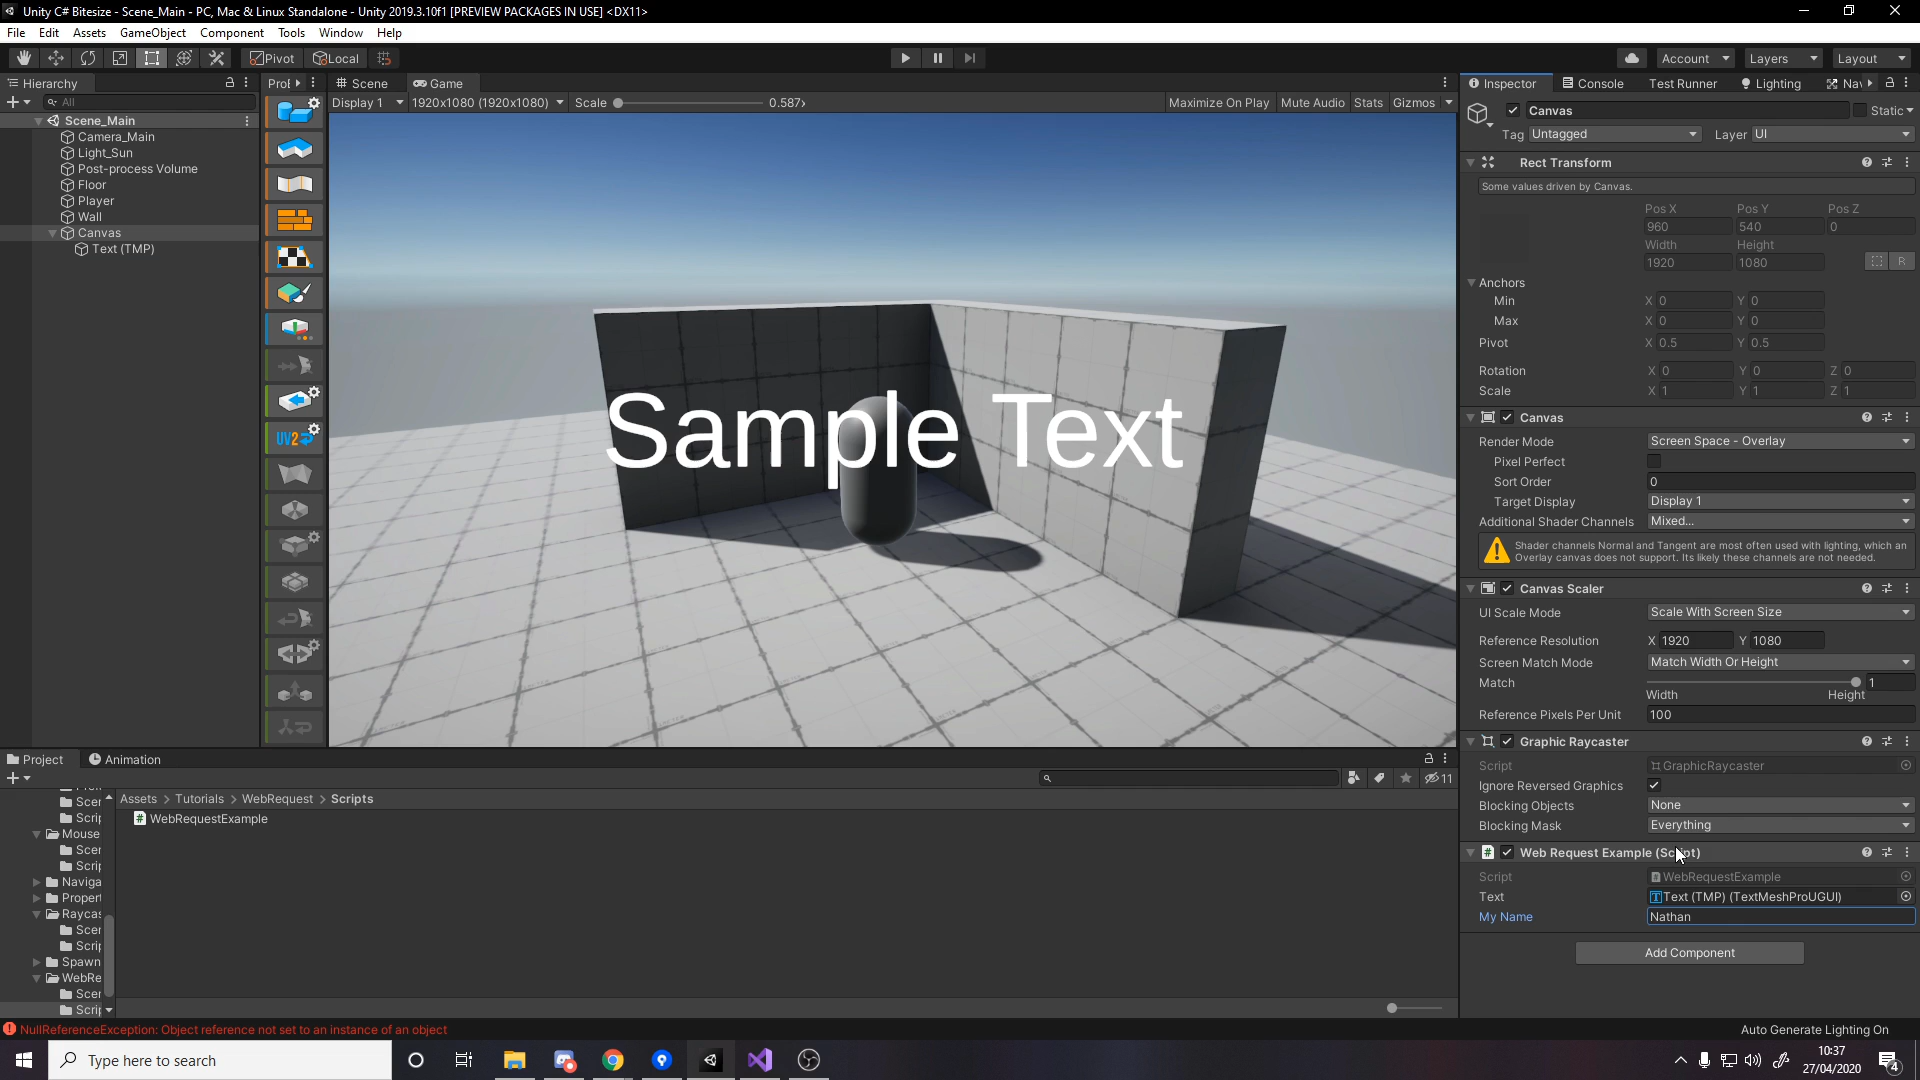 Unity C# Bitesize - Scene_Main - PC, Mac & Linux Standalone - Unity 2019.3.10f1 [PREVIEW PACKAGES IN USE] <DX11>
File Edit Assets GameObject Component Tools Window Help
Pivot Local
Account Layers Layout
Hierarchy
All
Scene_Main
Camera_Main
Light_Sun
Post-process Volume
Floor
Player
Wall
Canvas
Text (TMP)
UV2
Scene Game
Display 1 1920x1080 (1920x1080) Scale 0.587x
Maximize On Play Mute Audio Stats Gizmos
Sample Text
Inspector Console Test Runner Lighting
Canvas Static
Tag Untagged Layer UI
Rect Transform
Some values driven by Canvas.
Pos X Pos Y Pos Z
960 540 0
Width Height
1920 1080
R
Anchors
Min X 0 Y 0
Max X 0 Y 0
Pivot X 0.5 Y 0.5
Rotation X 0 Y 0 Z 0
Scale X 1 Y 1 Z 1
Canvas
Render Mode Screen Space - Overlay
Pixel Perfect
Sort Order 0
Target Display Display 1
Additional Shader Channels Mixed...
Shader channels Normal and Tangent are most often used with lighting, which an
Overlay canvas does not support. Its likely these channels are not needed.
Canvas Scaler
UI Scale Mode Scale With Screen Size
Reference Resolution X 1920 Y 1080
Screen Match Mode Match Width Or Height
Match 1
Width Height
Reference Pixels Per Unit 100
Graphic Raycaster
Script GraphicRaycaster
Ignore Reversed Graphics
Blocking Objects None
Blocking Mask Everything
Web Request Example (Script)
Script WebRequestExample
Text Text (TMP) (TextMeshProUGUI)
My Name Nathan
Add Component
Project Animation
11
Assets > Tutorials > WebRequest > Scripts
WebRequestExample
Scer
Scrip
Mouse
Scer
Scrip
Naviga
Propert
Raycas
Scer
Scrip
Spawn
WebRe
Scer
Scrip
NullReferenceException: Object reference not set to an instance of an object
Auto Generate Lighting On
Type here to search
10:37
27/04/2020
4